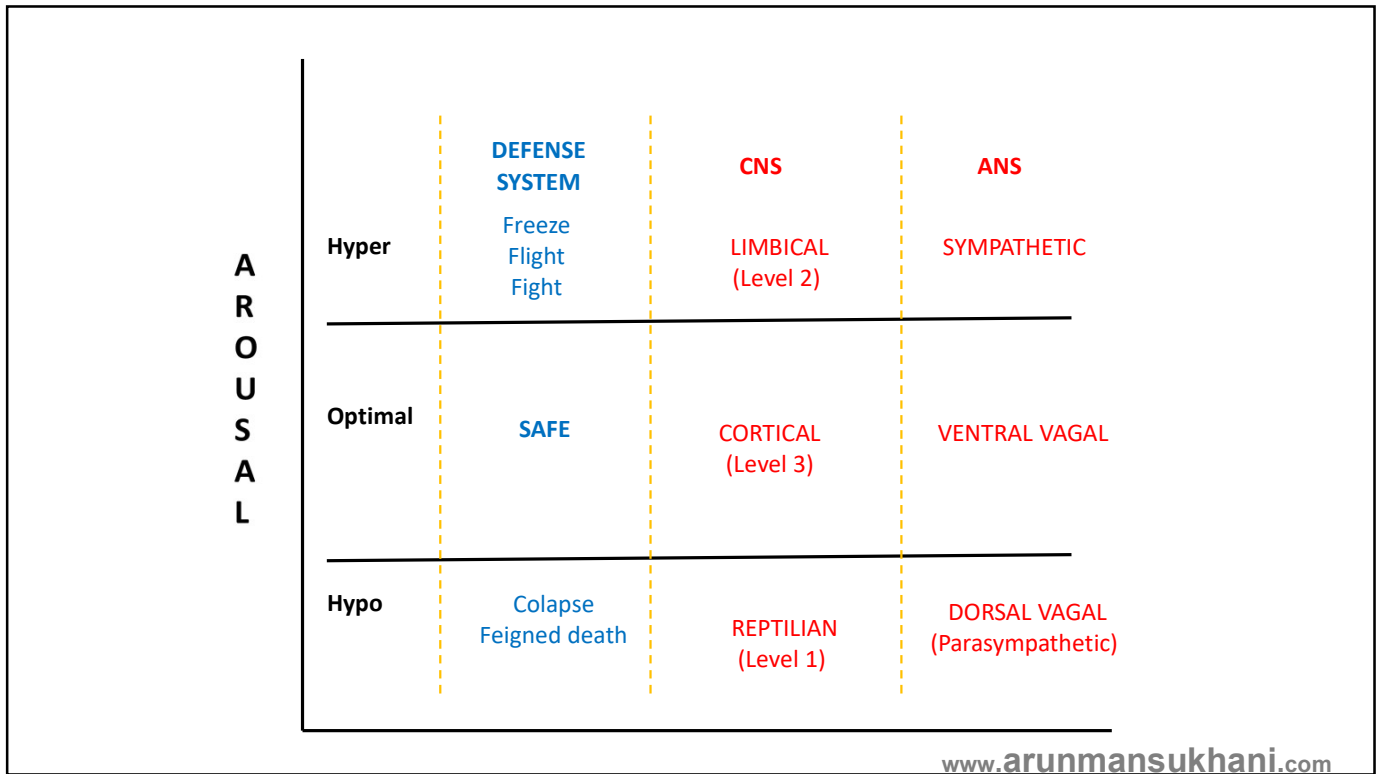 DEFENSE
SYSTEM
CNS
ANS
Hyper
Freeze
Flight
Fight
LIMBICAL
(Level 2)
SYMPATHETIC
A
R
O
U
S
A
L
Optimal
SAFE
CORTICAL
(Level 3)
VENTRAL VAGAL
Hypo
Colapse
Feigned death
REPTILIAN
(Level 1)
DORSAL VAGAL
(Parasympathetic)
www.arunmansukhani.com